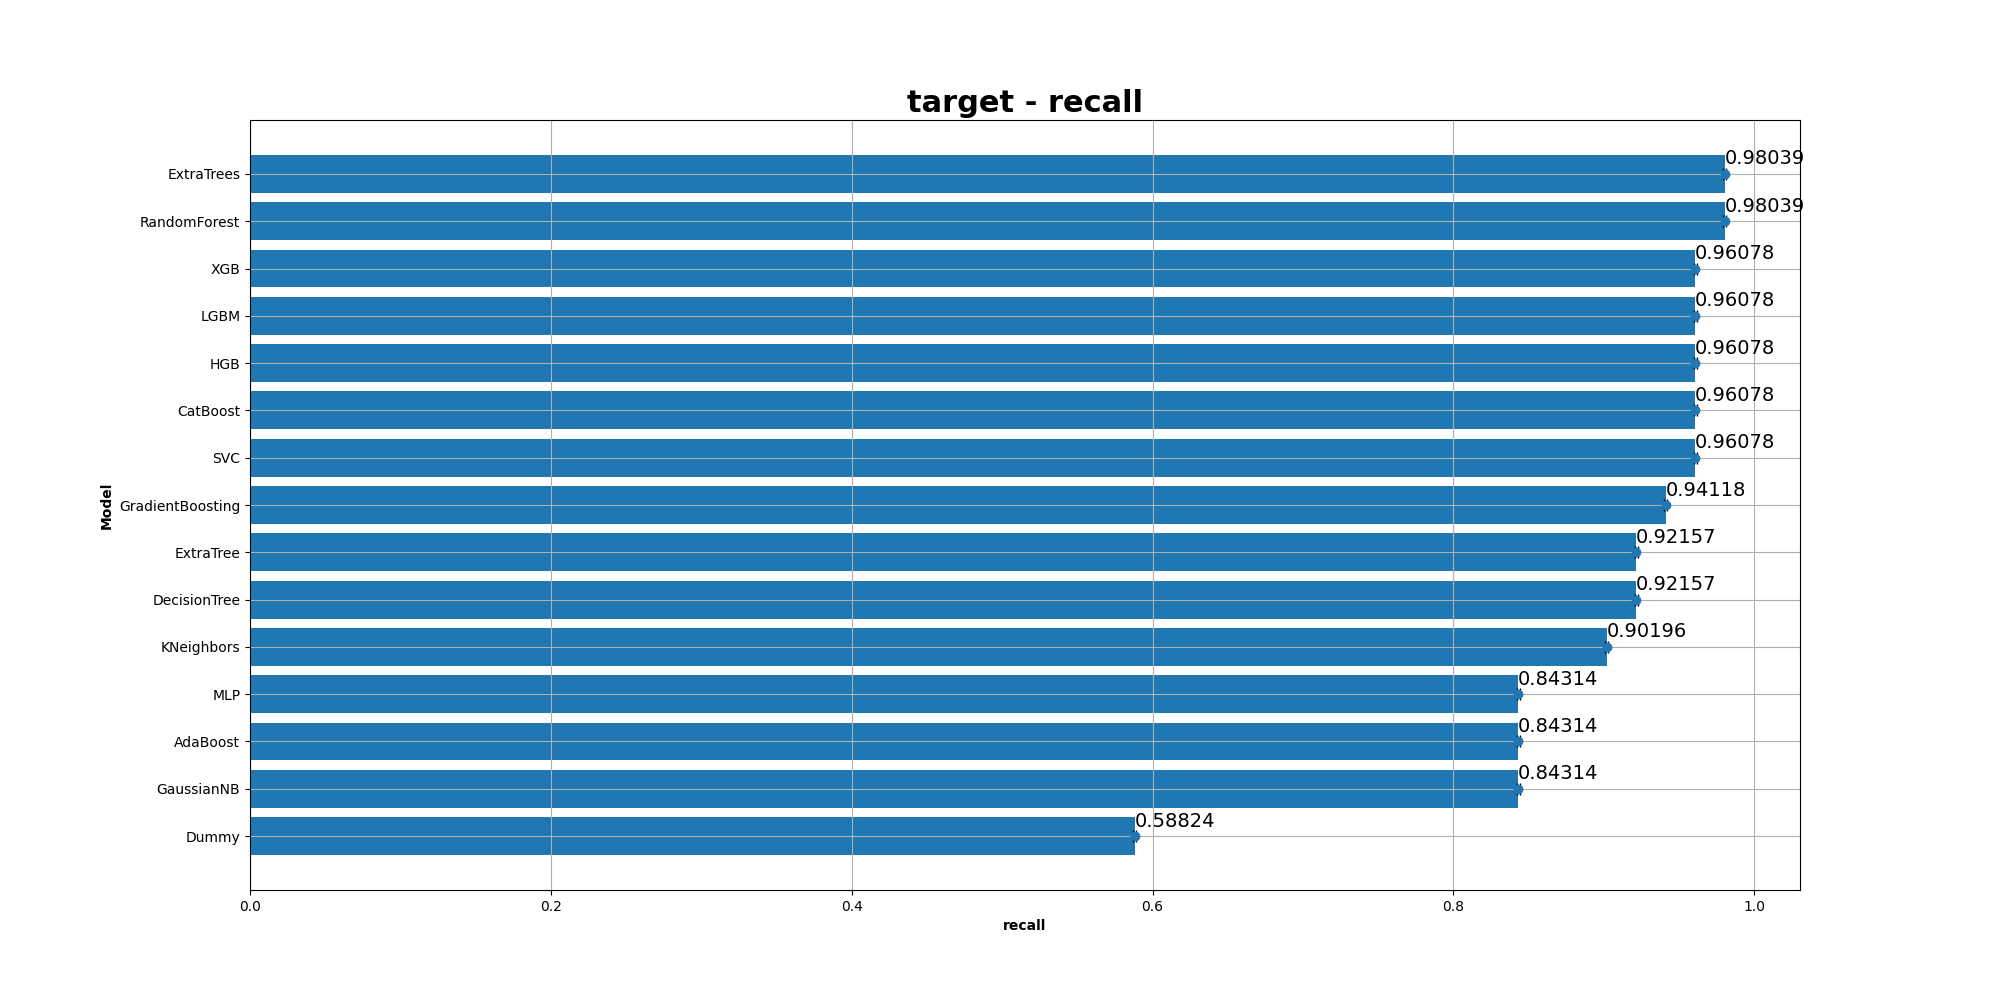 target - recall
ExtraTrees 0.98039
RandomForest 0.98039
XGB 0.96078
LGBM 0.96078
HGB 0.96078
CatBoost 0.96078
SVC 0.96078
GradientBoosting 0.94118
ExtraTree 0.92157
DecisionTree 0.92157
KNeighbors 0.90196
MLP 0.84314
AdaBoost 0.84314
GaussianNB 0.84314
Dummy 0.58824
Model
0.0 0.2 0.4 0.6 0.8 1.0
recall